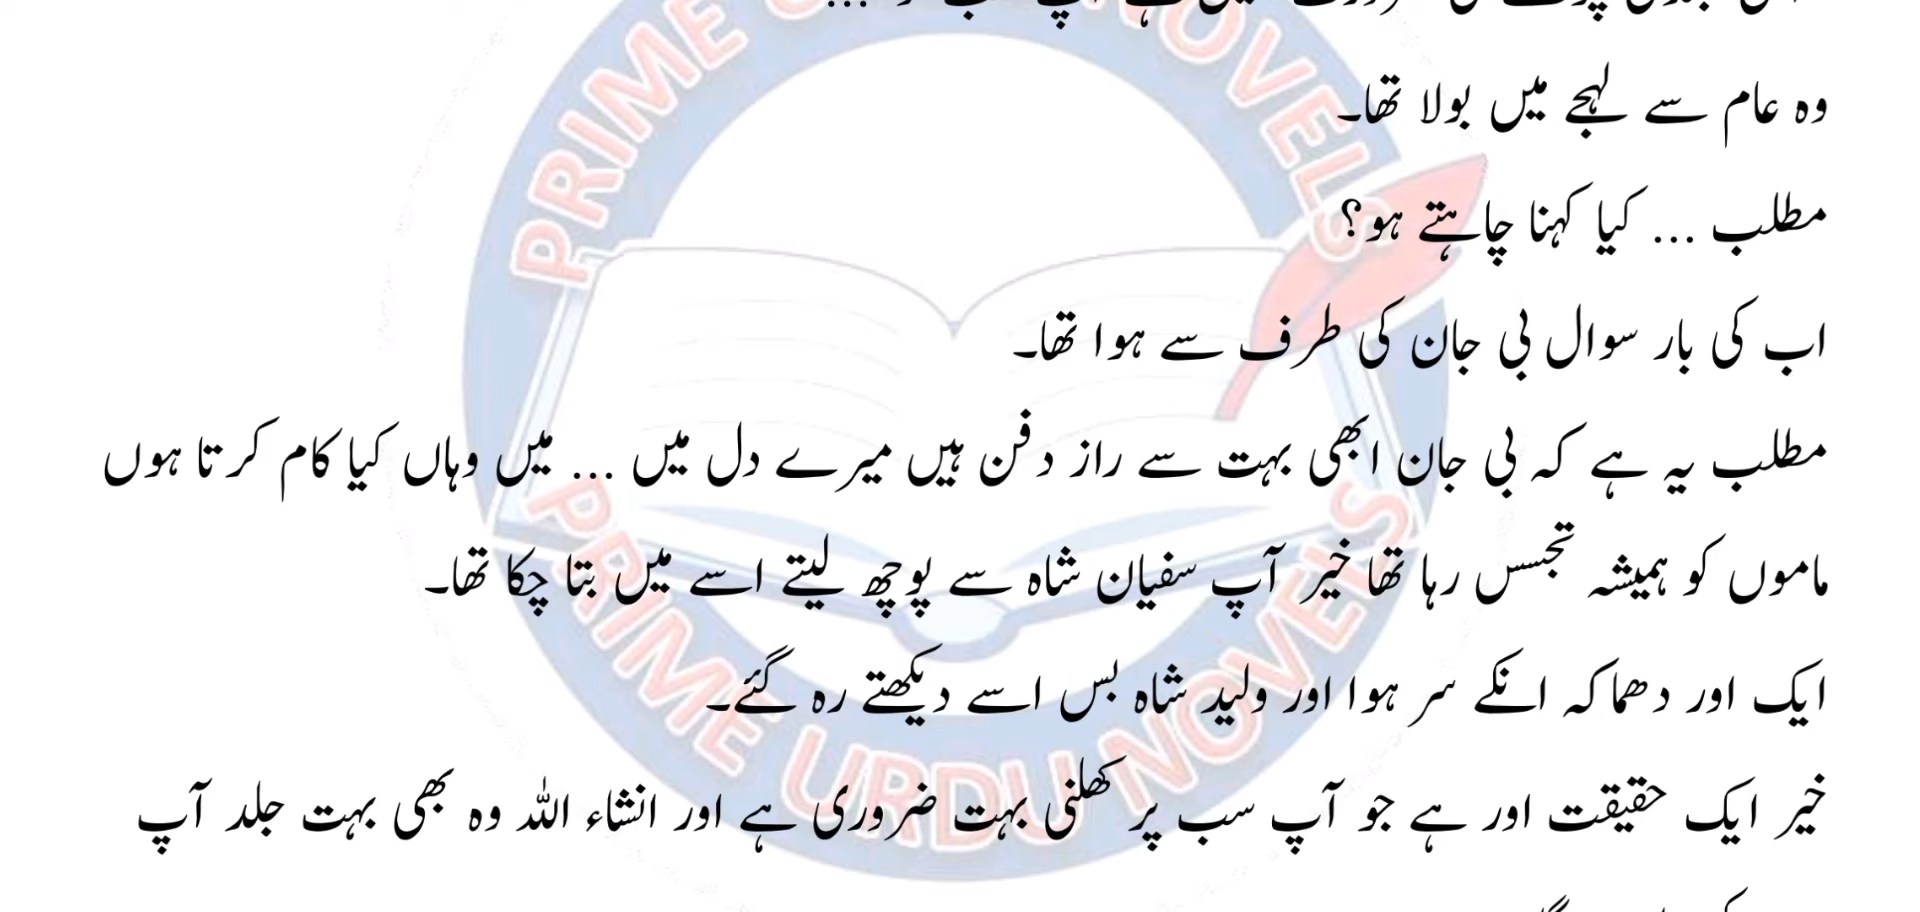 وہ عام سے لہجے میں بولا تھا۔
مطلب ... کیا کہنا چاہتے ہو؟
اب کی بار سوال بی جان کی طرف سے ہوا تھا۔
مطلب یہ ہے کہ بی جان ابھی بہت سے راز دفن ہیں میرے دل میں ... میں وہاں کیا کام کرتا ہوں
ماموں کو ہمیشہ تجسس رہا تھا خیر آپ سفیان شاہ سے پوچھ لیتے اسے میں بتا چکا تھا۔
ایک اور دھماکہ انکے سر ہوا اور ولید شاہ بس اسے دیکھتے رہ گئے۔
خیر ایک حقیقت اور ہے جو آپ سب پر کھلنی بہت ضروری ہے اور انشاء اللہ وہ بھی بہت جلد آپ
PRIME URDU NOVELS